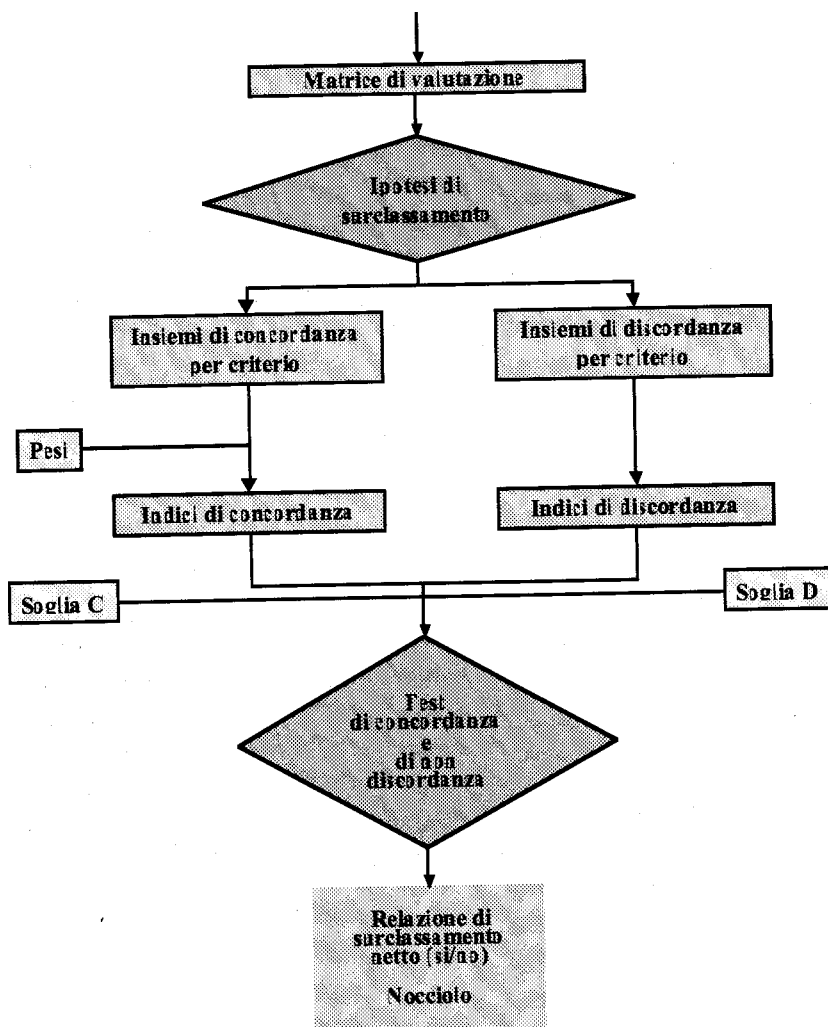 Matrice di valutazione
Ipotesi di
surclassamento
Insiemi di concordanza
per criterio
Insiemi di discordanza
per criterio
Pesi
Indici di concordanza
Indici di discordanza
Soglia C
Soglia D
Test
di concordanza
e
di non
discordanza
Relazione di
surclassamento
netto (si/no)
Nocciolo